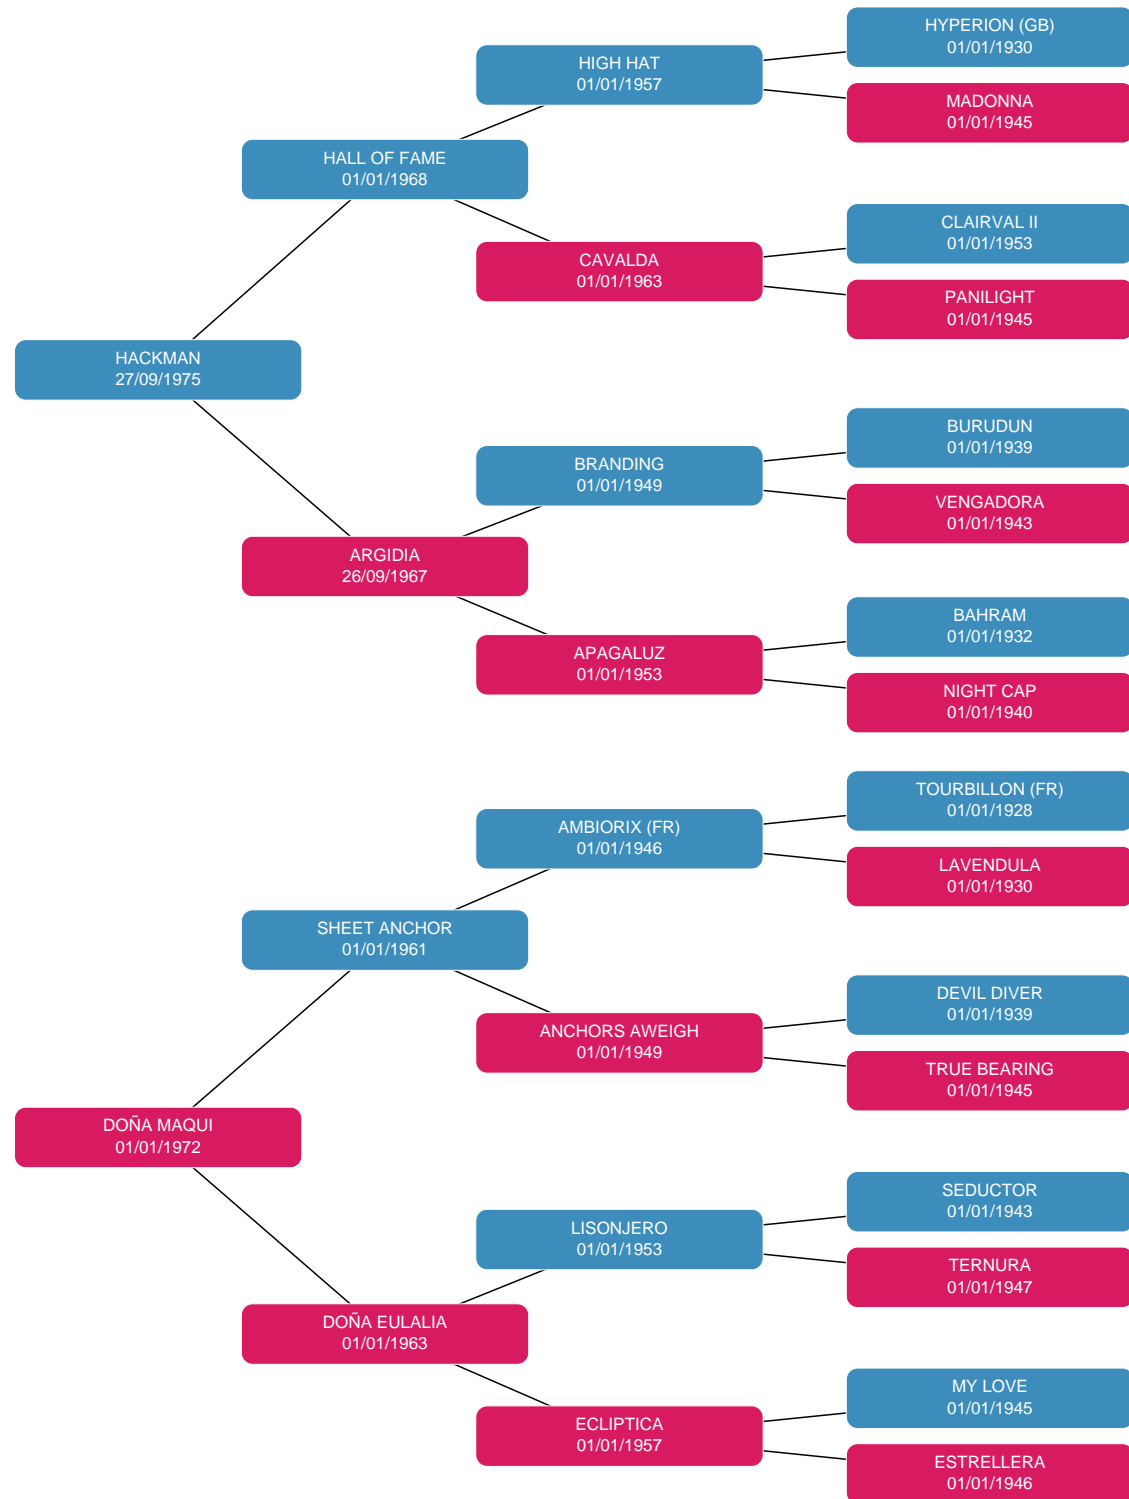 HYPERION (GB)
01/01/1930
HIGH HAT
01/01/1957
MADONNA
01/01/1945
HALL OF FAME
01/01/1968
CLAIRVAL II
01/01/1953
CAVALDA
01/01/1963
PANILIGHT
01/01/1945
HACKMAN
27/09/1975
BURUDUN
01/01/1939
BRANDING
01/01/1949
VENGADORA
01/01/1943
ARGIDIA
26/09/1967
BAHRAM
01/01/1932
APAGALUZ
01/01/1953
NIGHT CAP
01/01/1940
TOURBILLON (FR)
01/01/1928
AMBIORIX (FR)
01/01/1946
LAVENDULA
01/01/1930
SHEET ANCHOR
01/01/1961
DEVIL DIVER
01/01/1939
ANCHORS AWEIGH
01/01/1949
TRUE BEARING
01/01/1945
DOÑA MAQUI
01/01/1972
SEDUCTOR
01/01/1943
LISONJERO
01/01/1953
TERNURA
01/01/1947
DOÑA EULALIA
01/01/1963
MY LOVE
01/01/1945
ECLIPTICA
01/01/1957
ESTRELLERA
01/01/1946